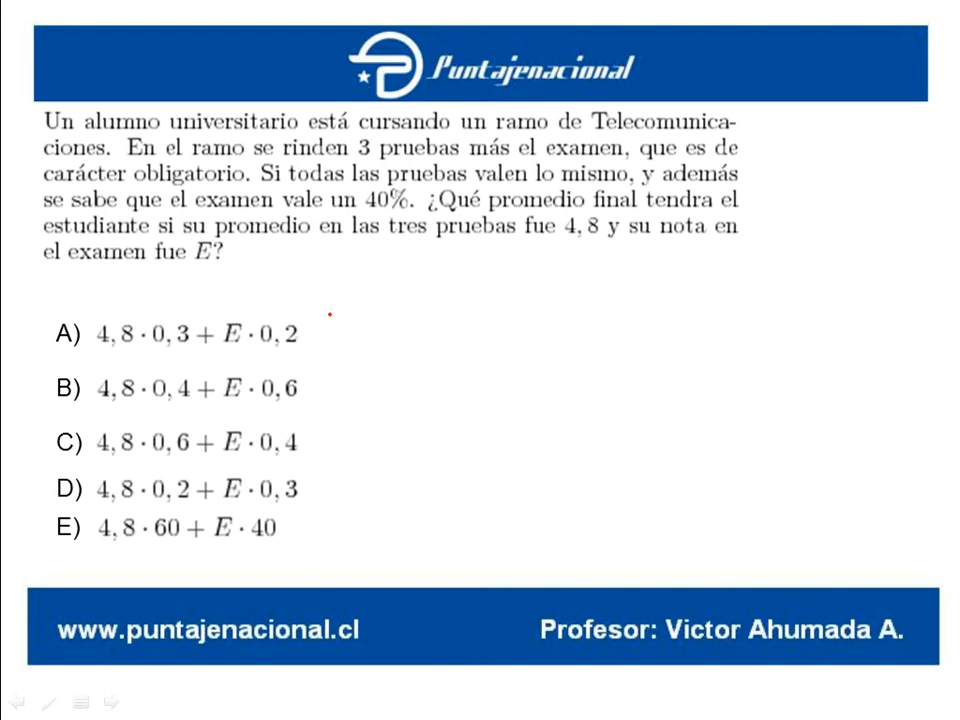 Puntajenacional
Un alumno universitario está cursando un ramo de Telecomunica-
ciones. En el ramo se rinden 3 pruebas más el examen, que es de
carácter obligatorio. Si todas las pruebas valen lo mismo, y además
se sabe que el examen vale un 40%. ¿Qué promedio final tendra el
estudiante si su promedio en las tres pruebas fue 4, 8 y su nota en
el examen fue E?
A) 4, 8 · 0, 3 + E · 0, 2
B) 4, 8 · 0, 4 + E · 0, 6
C) 4, 8 · 0, 6 + E · 0, 4
D) 4, 8 · 0, 2 + E · 0, 3
E) 4, 8 · 60 + E · 40
www.puntajenacional.cl Profesor: Victor Ahumada A.